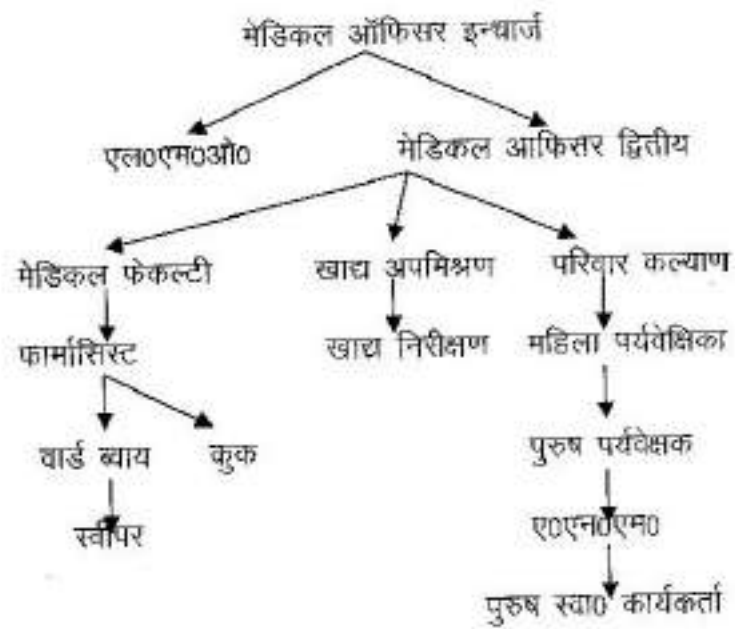 मेडिकल ऑफिसर इन्चार्ज
एल0एम0ओ0 मेडिकल आफिसर द्वितीय
मेडिकल फेकल्टी खाद्य अपमिश्रण परिवार कल्याण
फार्मासिस्ट खाद्य निरीक्षण महिला पर्यवेक्षिका
वार्ड ब्वाय कुक पुरुष पर्यवेक्षक
स्वीपर ए0एन0एम0
पुरुष स्वा0 कार्यकर्ता